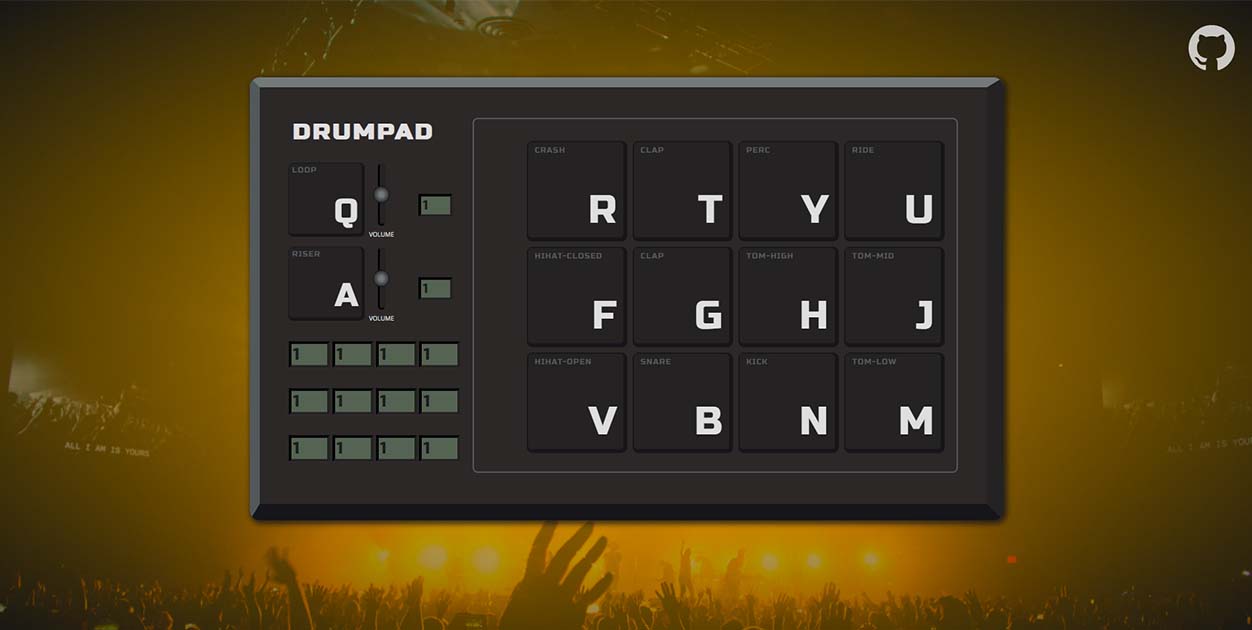 DRUMPAD
LOOP
Q
VOLUME
1
RISER
A
VOLUME
1
1 1 1 1
1 1 1 1
1 1 1 1
CRASH CLAP PERC RIDE
R T Y U
HIHAT-CLOSED CLAP TOM-HIGH TOM-MID
F G H J
HIHAT-OPEN SNARE KICK TOM-LOW
V B N M
ALL I AM IS YOURS
ALL I AM IS YOUR